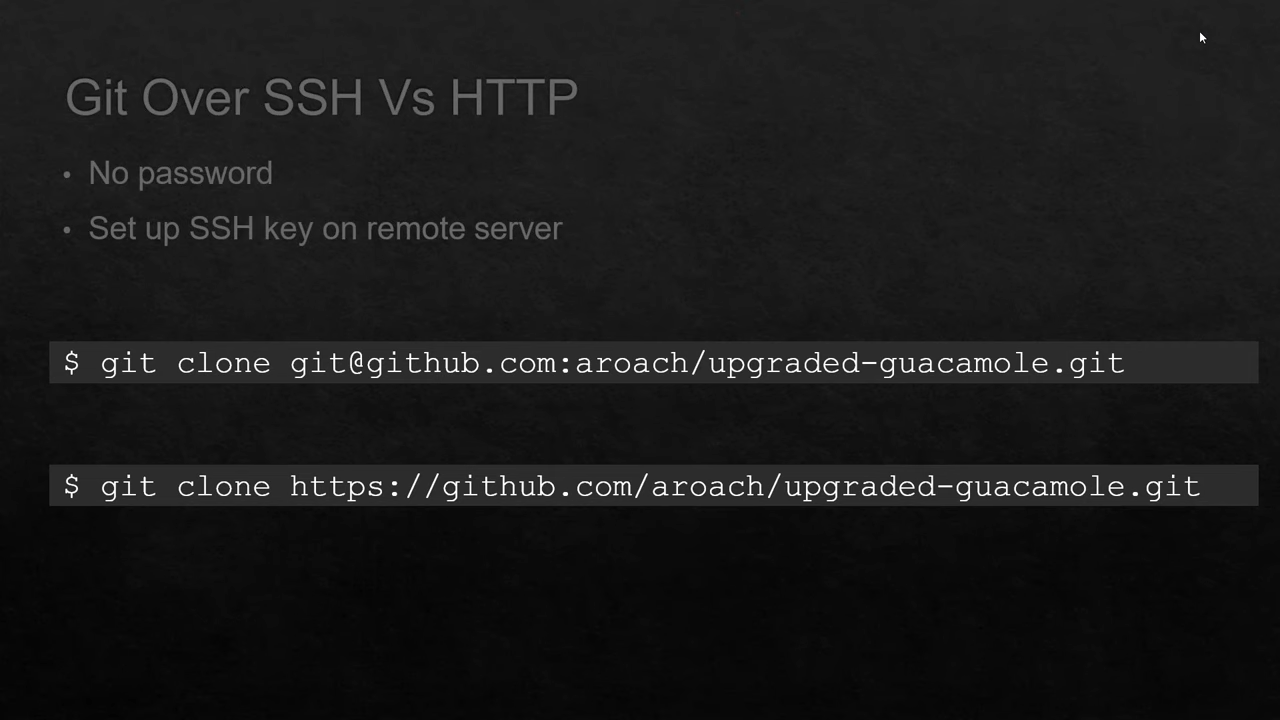 Git Over SSH Vs HTTP
• No password
• Set up SSH key on remote server
$ git clone git@github.com:aroach/upgraded-guacamole.git
$ git clone https://github.com/aroach/upgraded-guacamole.git